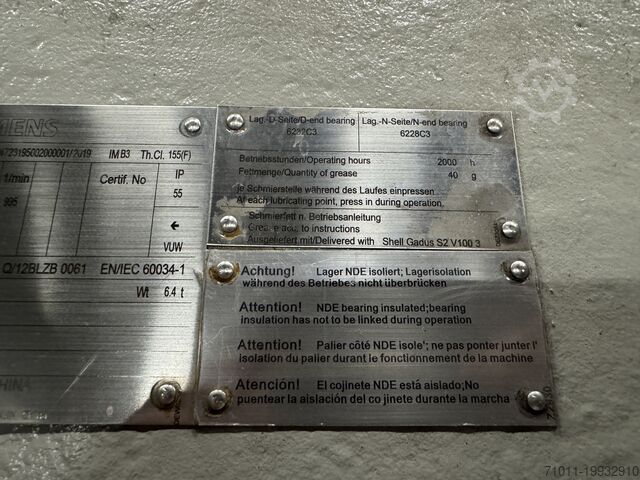 MENS
723195002000001/2019 IM B3 Th.Cl. 155(F)
1/min Certif. No IP
995 55
←
VUW
Q/12BLZB 0061 EN/IEC 60034-1
Wt 6.4 t
CHINA
Lag.-D-Seite/D-end bearing Lag.-N-Seite/N-end bearing
6232C3 6228C3
Betriebsstunden/Operating hours 2000 h
Fettmenge/Quantity of grease 40 g
je Schmierstelle während des Laufes einpressen
At each lubricating point, press in during operation
Schmierfett n. Betriebsanleitung
Grease acc. to instructions
Ausgeliefert mit/Delivered with Shell Gadus S2 V100 3
Achtung! Lager NDE isoliert; Lagerisolation
während des Betriebes nicht überbrücken
Attention! NDE bearing insulated;bearing
insulation has not to be linked during operation
Attention! Palier côté NDE isole'; ne pas ponter junter l'
isolation du palier durant le fonctionnement de la machine
Atención! El cojinete NDE está aislado;No
puentear la aislación del co jinete durante la marcha
71011-19932910